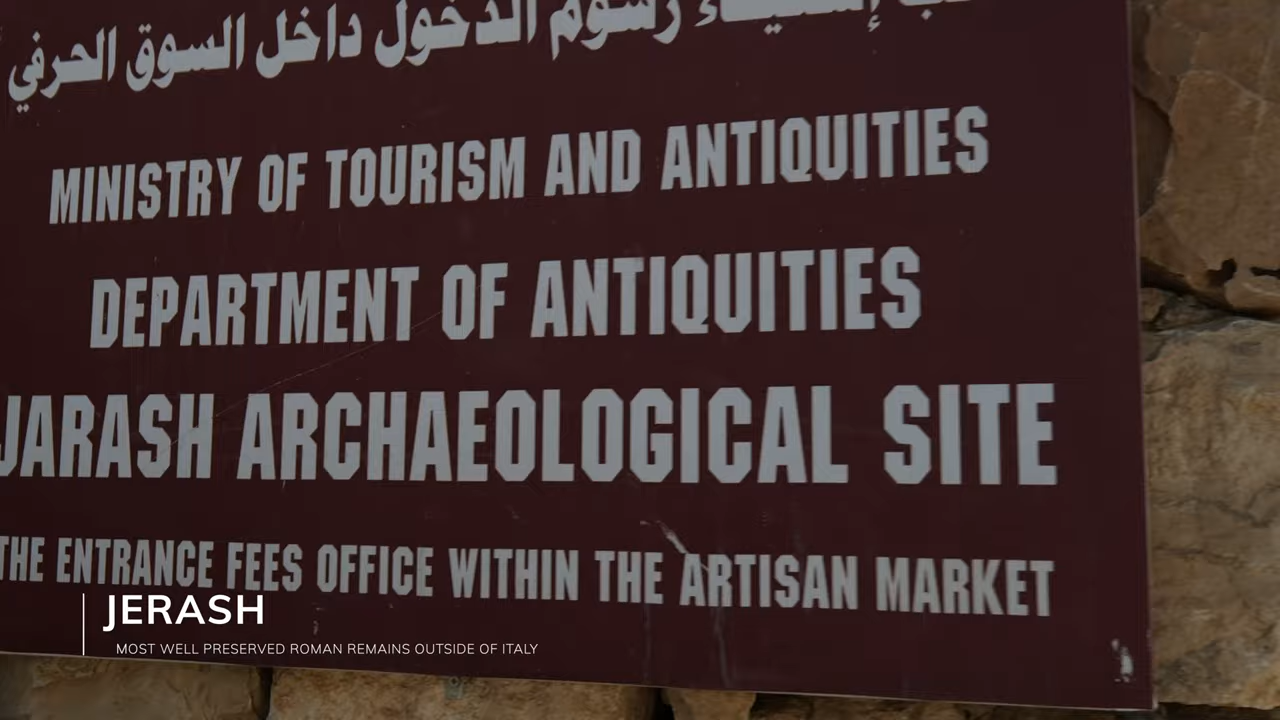 رسوم الدخول داخل السوق الحرفي
MINISTRY OF TOURISM AND ANTIQUITIES
DEPARTMENT OF ANTIQUITIES
JARASH ARCHAEOLOGICAL SITE
THE ENTRANCE FEES OFFICE WITHIN THE ARTISAN MARKET
JERASH
MOST WELL PRESERVED ROMAN REMAINS OUTSIDE OF ITALY